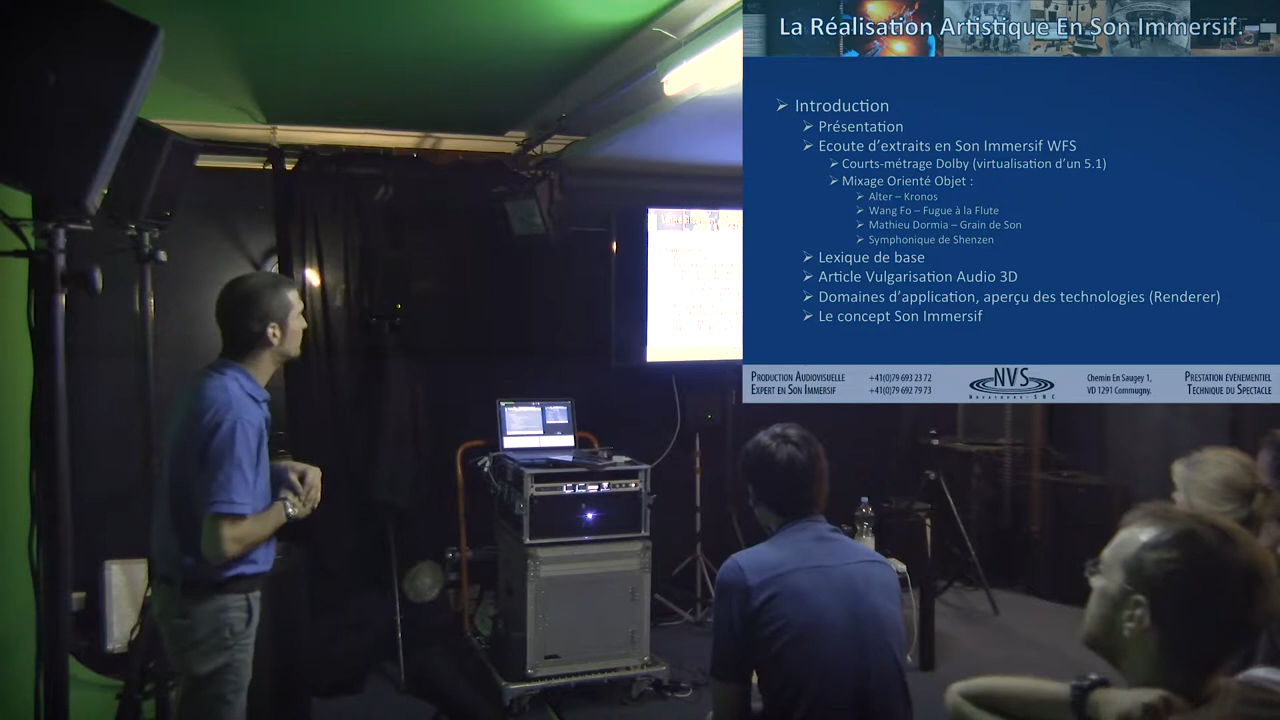 La Réalisation Artistique En Son Immersif.
Introduction
Présentation
Ecoute d'extraits en Son Immersif WFS
Courts-métrage Dolby (virtualisation d'un 5.1)
Mixage Orienté Objet :
Alter – Kronos
Wang Fo – Fugue à la Flute
Mathieu Dormia – Grain de Son
Symphonique de Shenzen
Lexique de base
Article Vulgarisation Audio 3D
Domaines d'application, aperçu des technologies (Renderer)
Le concept Son Immersif
Production Audiovisuelle
Expert en Son Immersif
+41(0)79 693 23 72
+41(0)79 692 79 73
NVS
Chemin En Saugey 1,
VD 1291 Commugny.
Prestation événementiel
Technique du Spectacle